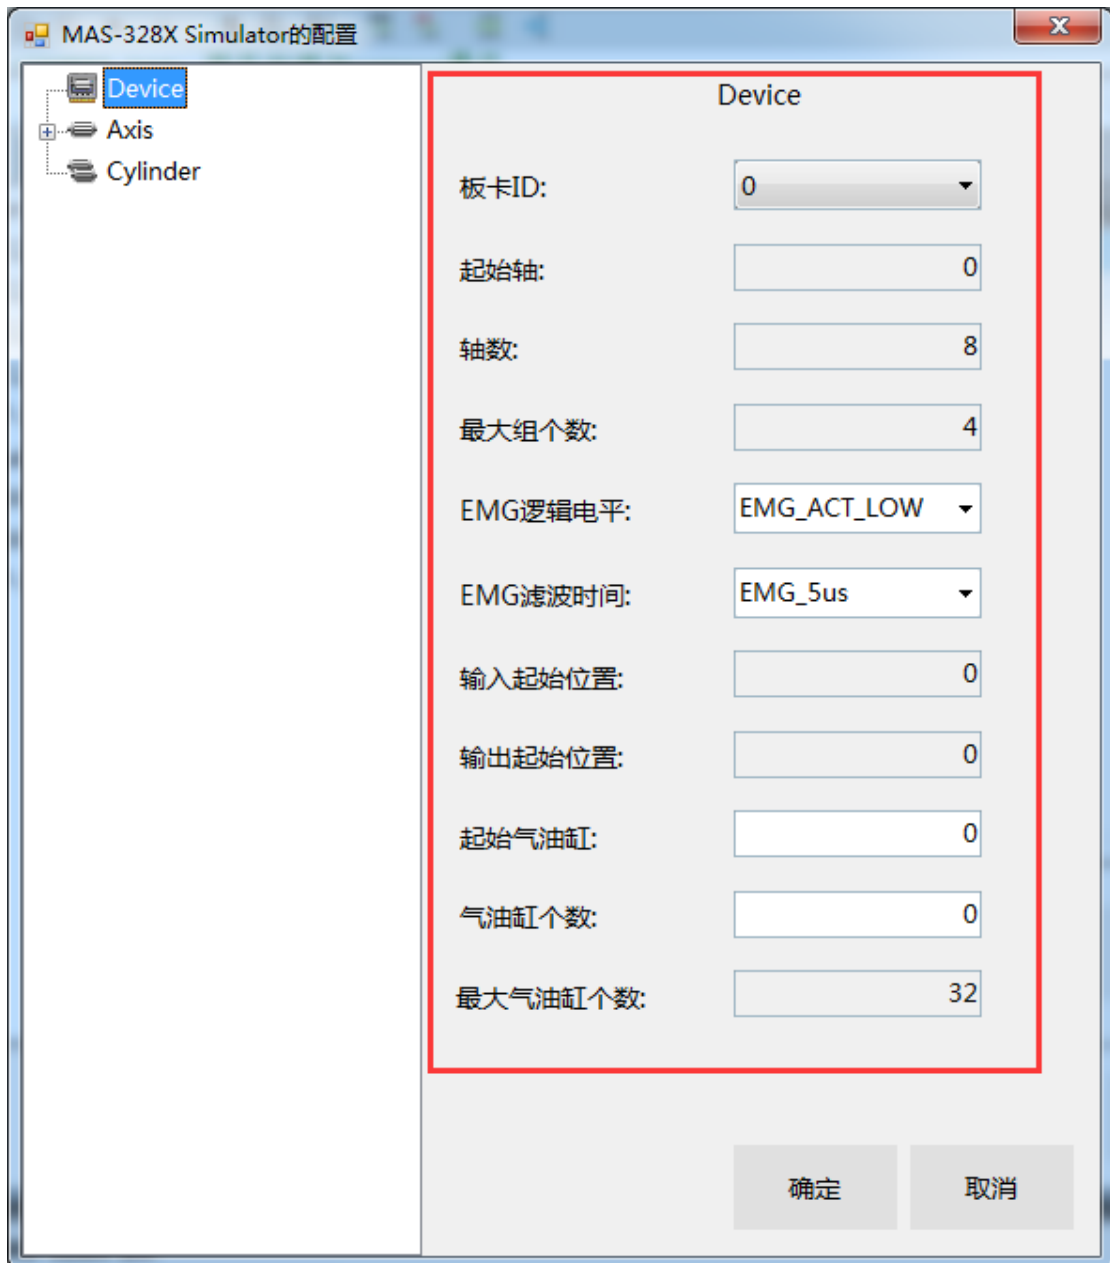 MAS-328X Simulator的配置
Device
Axis
Cylinder
Device
板卡ID: 0
起始轴: 0
轴数: 8
最大组个数: 4
EMG逻辑电平: EMG_ACT_LOW
EMG滤波时间: EMG_5us
输入起始位置: 0
输出起始位置: 0
起始气油缸: 0
气油缸个数: 0
最大气油缸个数: 32
确定 取消